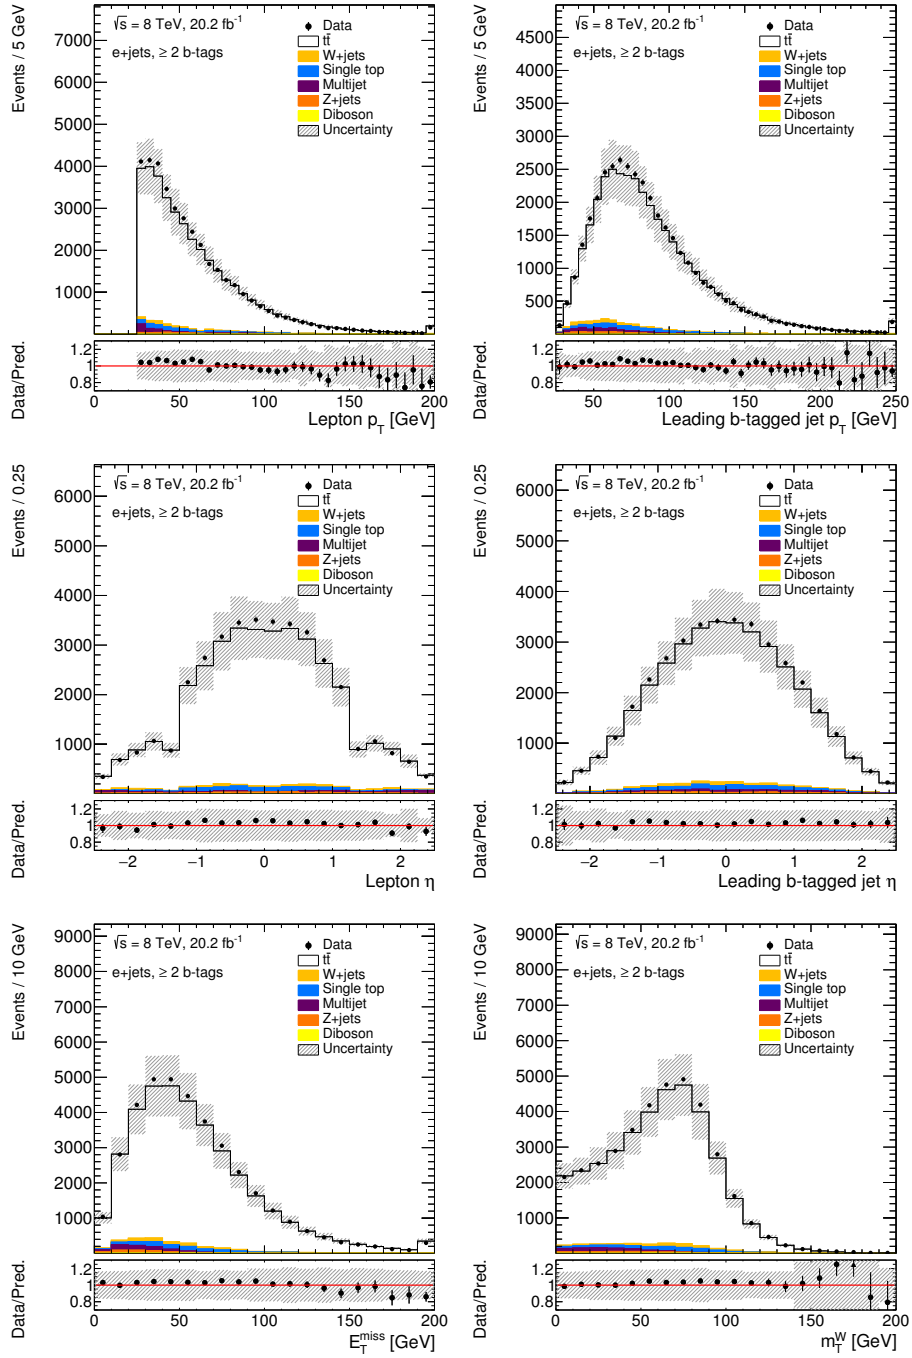 Events / 5 GeV
7000
6000
5000
4000
3000
2000
1000
√s = 8 TeV, 20.2 fb⁻¹
e+jets, ≥ 2 b-tags
Data
tt̄
W+jets
Single top
Multijet
Z+jets
Diboson
Uncertainty
Data/Pred.
1.2
1
0.8
0 50 100 150 200
Lepton p_T [GeV]
Events / 5 GeV
4500
4000
3500
3000
2500
2000
1500
1000
500
√s = 8 TeV, 20.2 fb⁻¹
e+jets, ≥ 2 b-tags
Data
tt̄
W+jets
Single top
Multijet
Z+jets
Diboson
Uncertainty
Data/Pred.
1.2
1
0.8
50 100 150 200 250
Leading b-tagged jet p_T [GeV]
Events / 0.25
6000
5000
4000
3000
2000
1000
√s = 8 TeV, 20.2 fb⁻¹
e+jets, ≥ 2 b-tags
Data
tt̄
W+jets
Single top
Multijet
Z+jets
Diboson
Uncertainty
Data/Pred.
1.2
1
0.8
−2 −1 0 1 2
Lepton η
Events / 0.25
6000
5000
4000
3000
2000
1000
√s = 8 TeV, 20.2 fb⁻¹
e+jets, ≥ 2 b-tags
Data
tt̄
W+jets
Single top
Multijet
Z+jets
Diboson
Uncertainty
Data/Pred.
1.2
1
0.8
−2 −1 0 1 2
Leading b-tagged jet η
Events / 10 GeV
9000
8000
7000
6000
5000
4000
3000
2000
1000
√s = 8 TeV, 20.2 fb⁻¹
e+jets, ≥ 2 b-tags
Data
tt̄
W+jets
Single top
Multijet
Z+jets
Diboson
Uncertainty
Data/Pred.
1.2
1
0.8
0 50 100 150 200
E_T^miss [GeV]
Events / 10 GeV
9000
8000
7000
6000
5000
4000
3000
2000
1000
√s = 8 TeV, 20.2 fb⁻¹
e+jets, ≥ 2 b-tags
Data
tt̄
W+jets
Single top
Multijet
Z+jets
Diboson
Uncertainty
Data/Pred.
1.2
1
0.8
0 50 100 150 200
m_T^W [GeV]